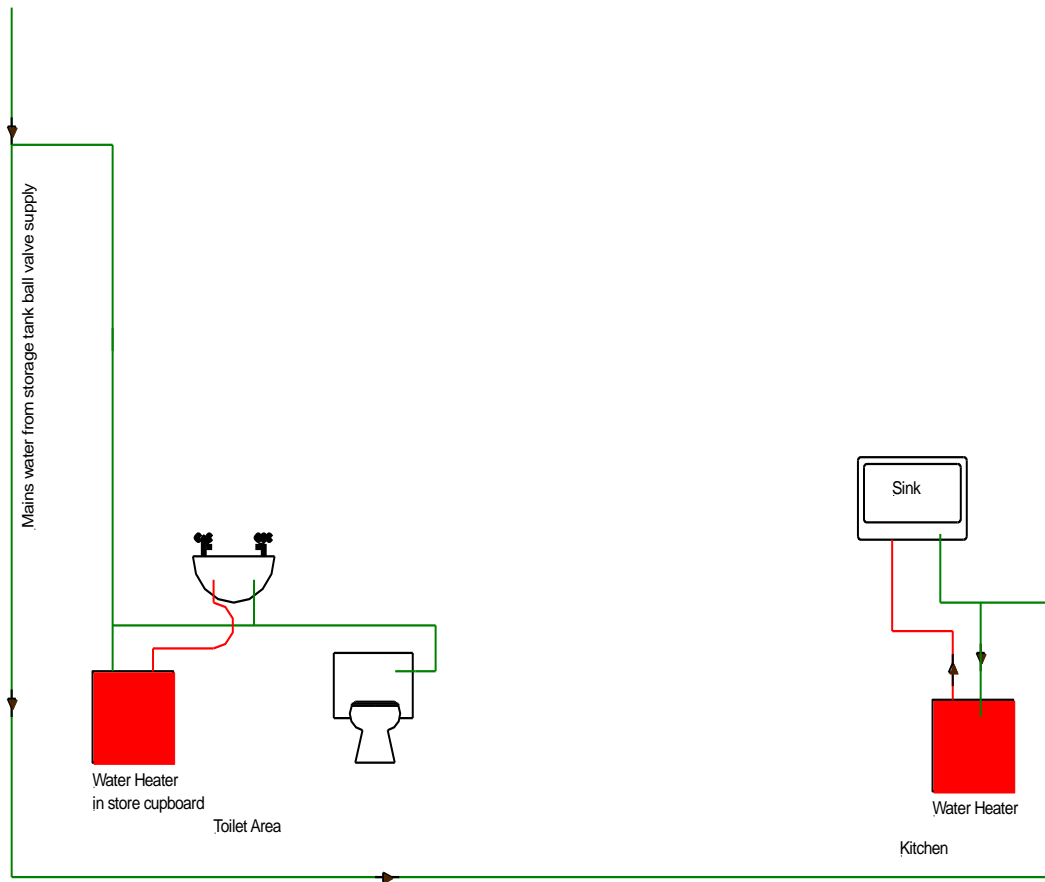 Mains water from storage tank ball valve supply
Sink
Water Heater
in store cupboard
Toilet Area
Water Heater
Kitchen